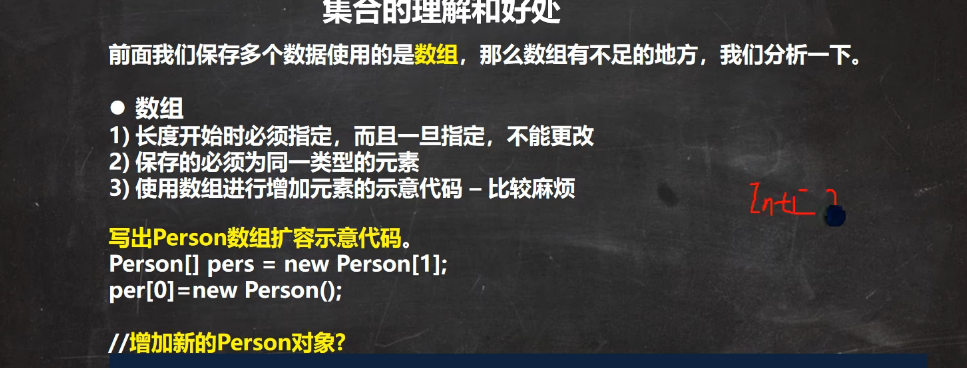 集合的理解和好处
前面我们保存多个数据使用的是数组，那么数组有不足的地方，我们分析一下。
● 数组
1) 长度开始时必须指定，而且一旦指定，不能更改
2) 保存的必须为同一类型的元素
3) 使用数组进行增加元素的示意代码 – 比较麻烦
Int[ ]
写出Person数组扩容示意代码。
Person[] pers = new Person[1];
per[0]=new Person();
//增加新的Person对象?